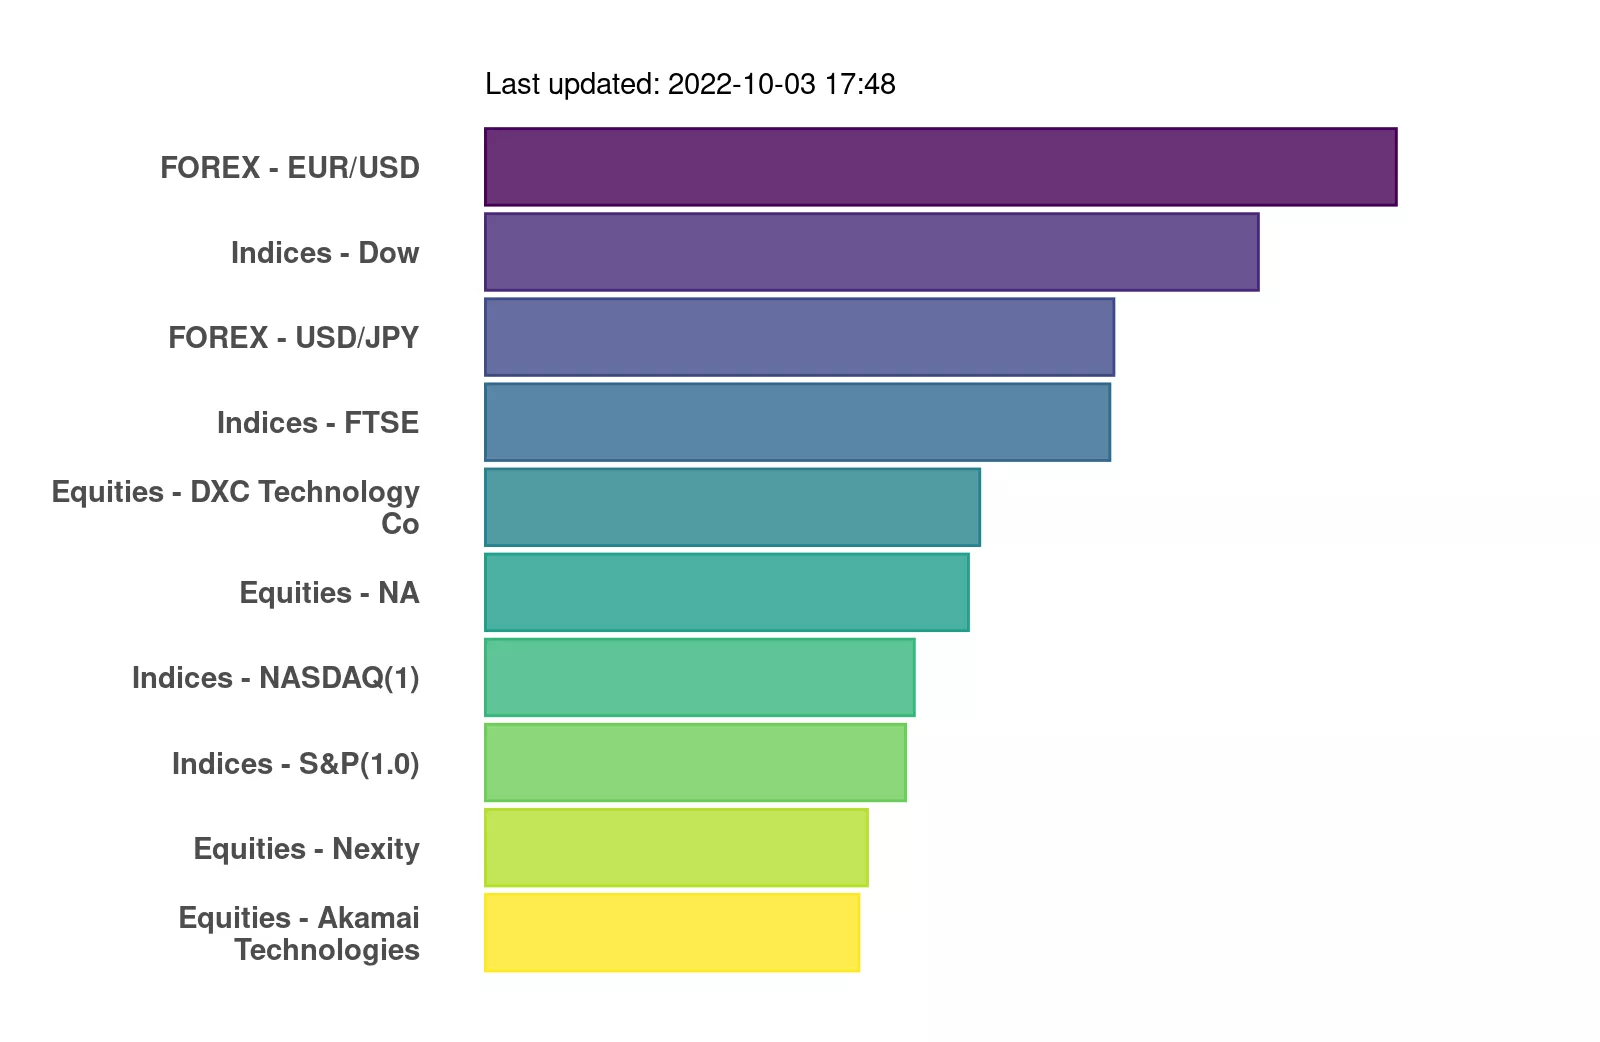 Last updated: 2022-10-03 17:48
FOREX - EUR/USD
Indices - Dow
FOREX - USD/JPY
Indices - FTSE
Equities - DXC Technology
Co
Equities - NA
Indices - NASDAQ(1)
Indices - S&P(1.0)
Equities - Nexity
Equities - Akamai
Technologies